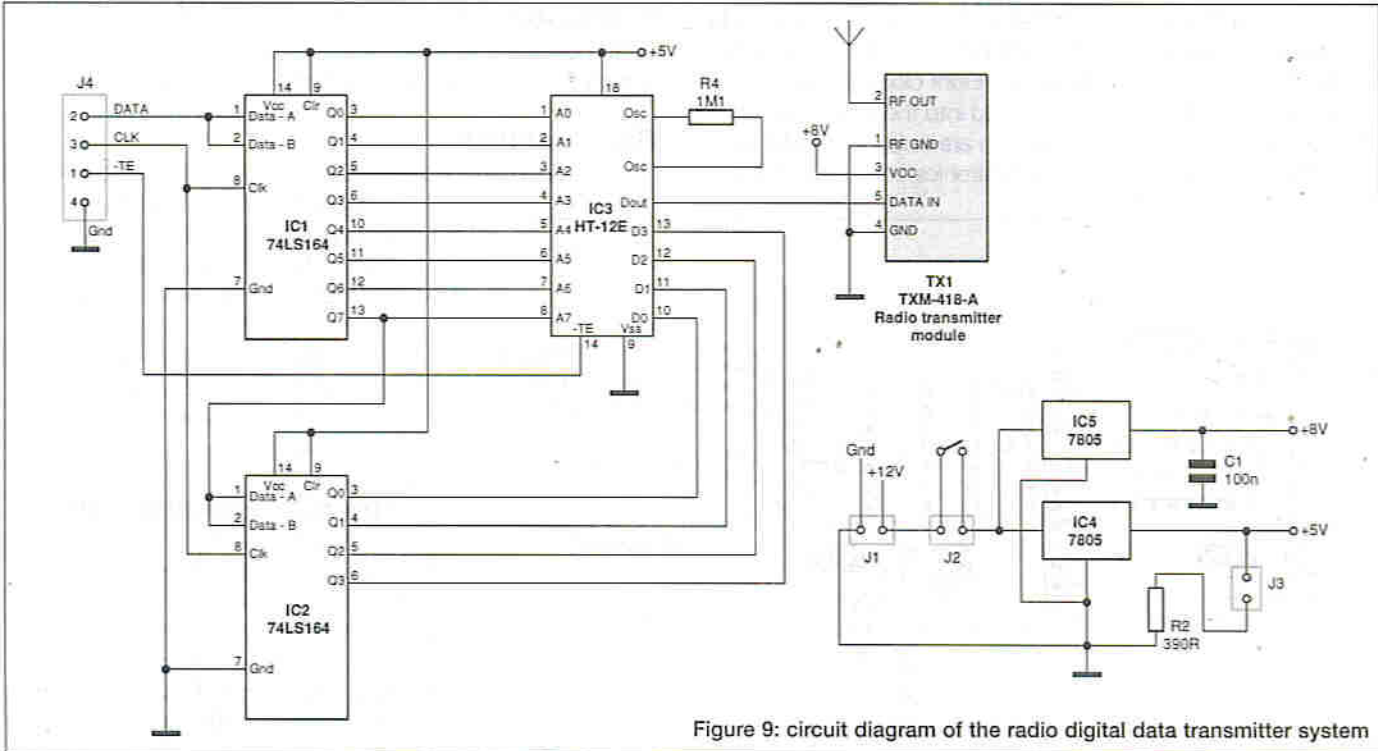 +5V
J4
2 DATA
3 CLK
1 -TE
4
Gnd
14 9
Vcc Clr
1 Data - A
2 Data - B
8 Clk
7 Gnd
Q0 3
Q1 4
Q2 5
Q3 6
Q4 10
Q5 11
Q6 12
Q7 13
IC1
74LS164
18
1 A0
2 A1
3 A2
4 A3
5 A4
6 A5
7 A6
8 A7
Osc
Osc
Dout
D3 13
D2 12
D1 11
D0 10
IC3
HT-12E
-TE Vss
14 9
R4
1M1
+8V
2 RF OUT
1 RF GND
3 VCC
5 DATA IN
4 GND
TX1
TXM-418-A
Radio transmitter
module
14 9
Vcc Clr
1 Data - A
2 Data - B
8 Clk
7 Gnd
Q0 3
Q1 4
Q2 5
Q3 6
IC2
74LS164
Gnd
+12V
J1
J2
IC5
7805
IC4
7805
C1
100n
+8V
+5V
J3
R2
390R
Figure 9: circuit diagram of the radio digital data transmitter system